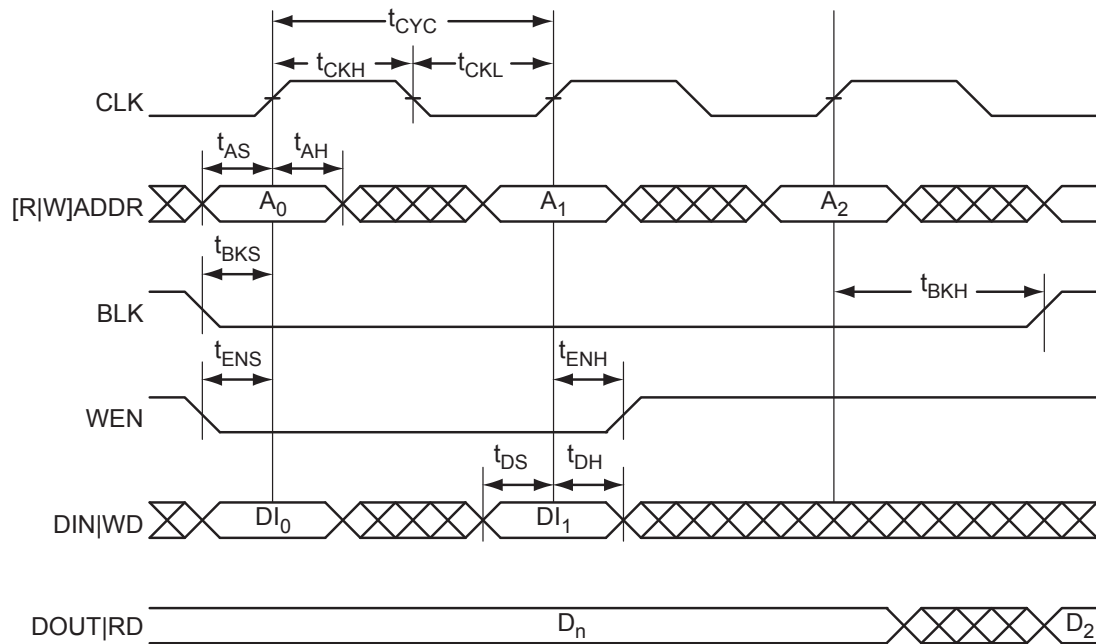 tCYC
tCKH tCKL
CLK
tAS tAH
[R|W]ADDR A0 A1 A2
tBKS
tBKH
BLK
tENS tENH
WEN
tDS tDH
DIN|WD DI0 DI1
DOUT|RD Dn D2